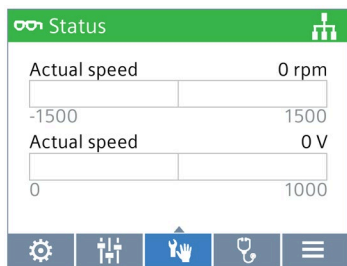 Status
Actual speed 0 rpm
-1500 1500
Actual speed 0 V
0 1000